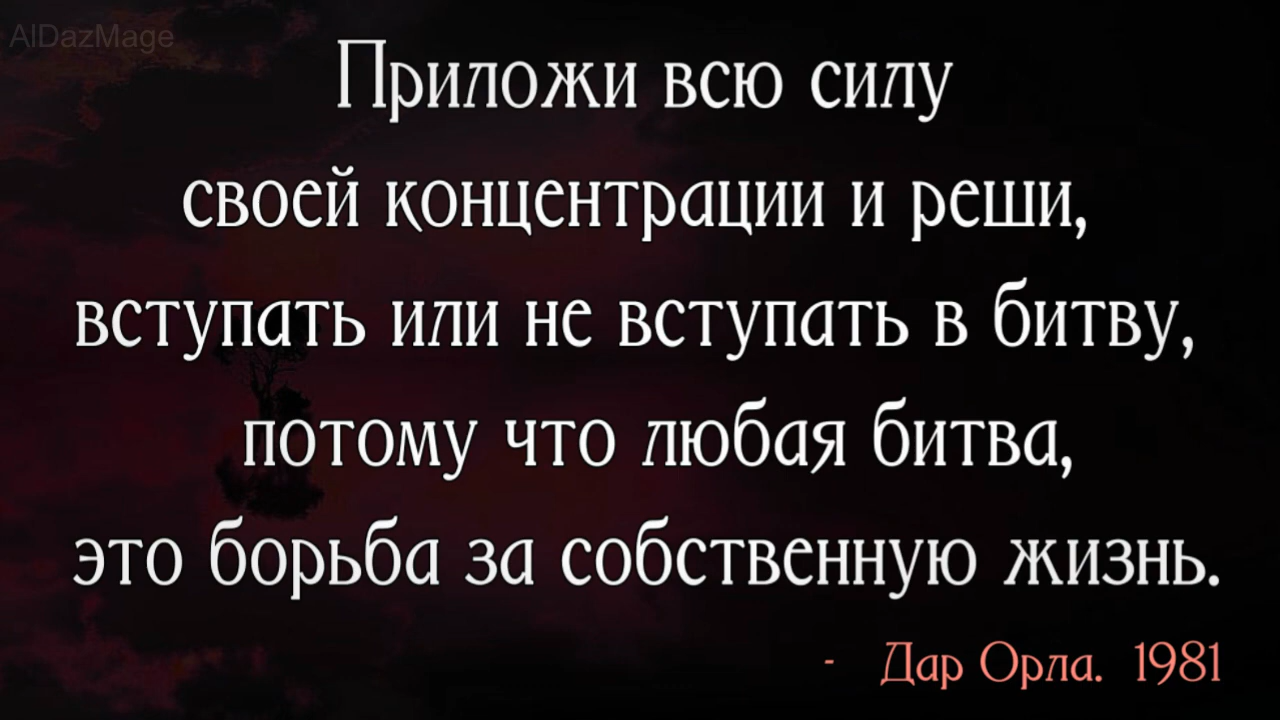 AlDazMage
Приложи всю силу
своей концентрации и реши,
вступать или не вступать в битву,
потому что любая битва,
это борьба за собственную жизнь.
- Дар Орла. 1981